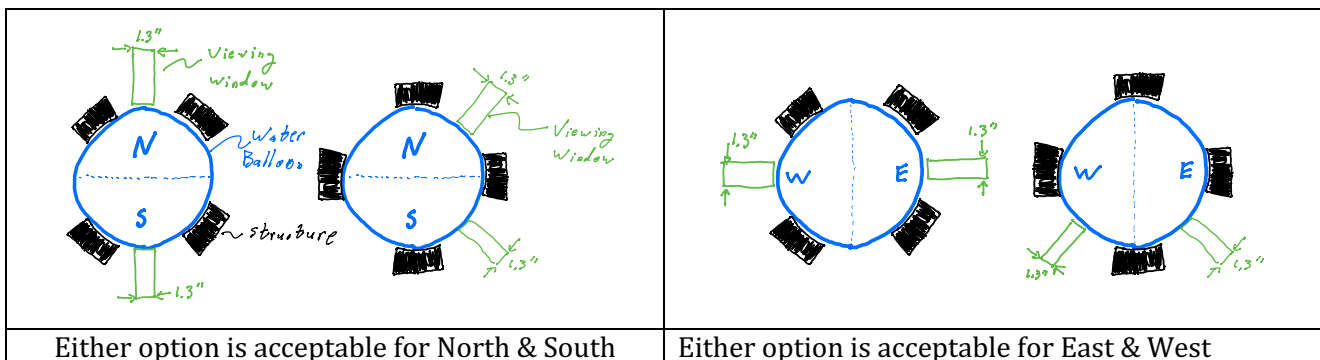 1.3"
Viewing
Window
N
Water
Balloon
S
structure
1.3"
1.3"
Viewing
Window
N
S
1.3"
1.3"
W
E
1.3"
W
E
1.3"
1.3"
Either option is acceptable for North & South
Either option is acceptable for East & West